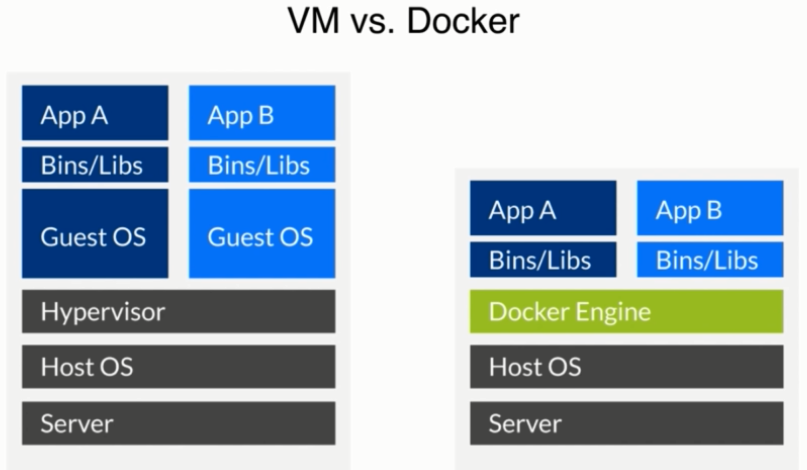 VM vs. Docker
App A
App B
Bins/Libs
Bins/Libs
Guest OS
Guest OS
Hypervisor
Host OS
Server
App A
App B
Bins/Libs
Bins/Libs
Docker Engine
Host OS
Server